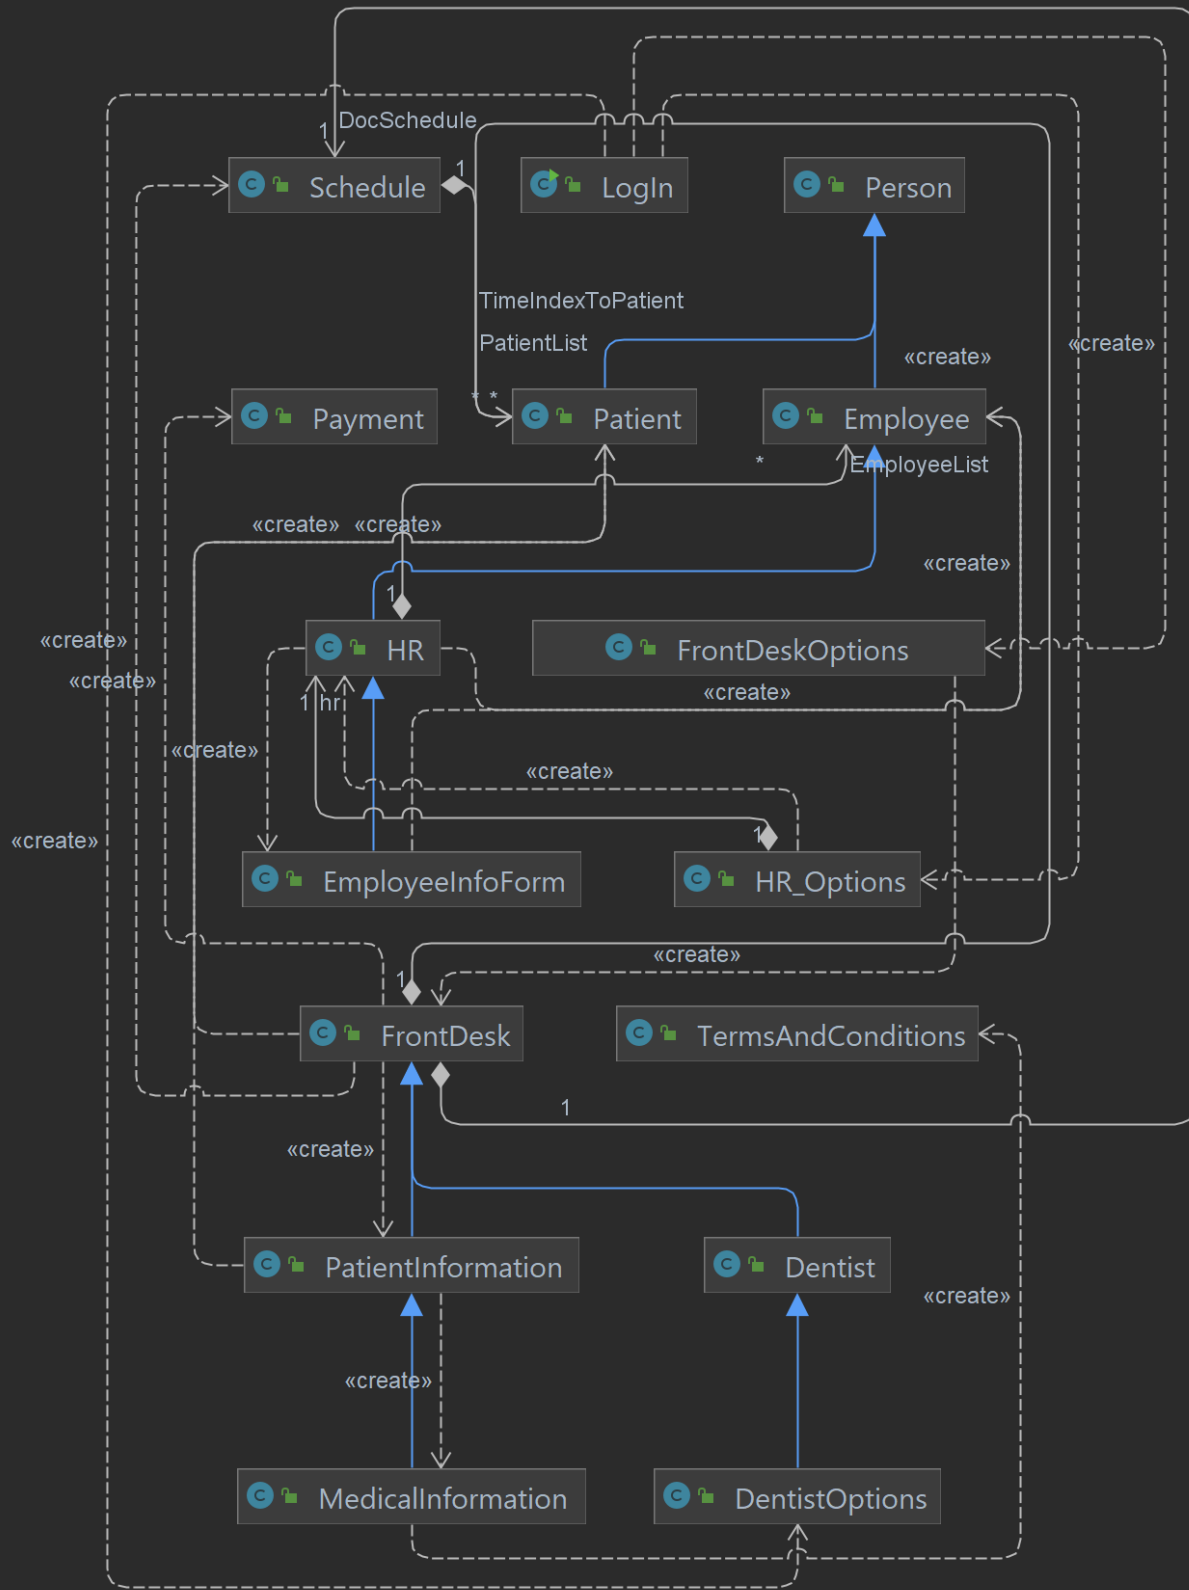 DocSchedule
1
1
Schedule
LogIn
Person
TimeIndexToPatient
PatientList
«create»
«create»
* *
Payment
Patient
Employee
*
EmployeeList
«create» «create»
«create»
1
HR
FrontDeskOptions
«create»
«create»
1 hr
«create»
«create»
«create»
1
«create»
EmployeeInfoForm
HR_Options
«create»
1
FrontDesk
TermsAndConditions
1
«create»
PatientInformation
Dentist
«create»
«create»
MedicalInformation
DentistOptions